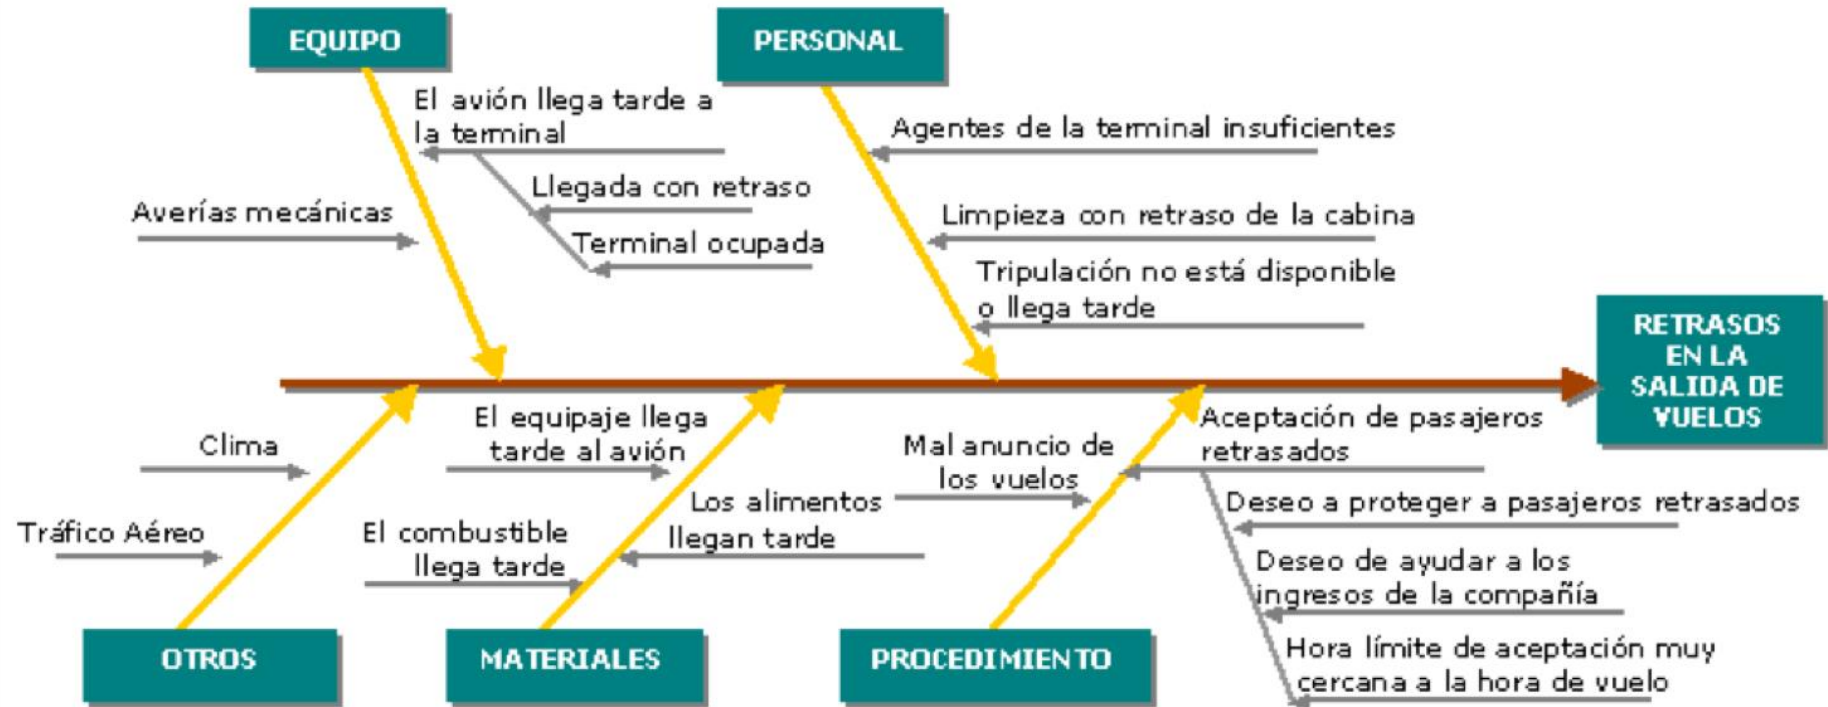 EQUIPO
PERSONAL
El avión llega tarde a
la terminal
Agentes de la terminal insuficientes
Llegada con retraso
Averías mecánicas
Limpieza con retraso de la cabina
Terminal ocupada
Tripulación no está disponible
o llega tarde
RETRASOS
EN LA
SALIDA DE
VUELOS
El equipaje llega
tarde al avión
Aceptación de pasajeros
retrasados
Clima
Mal anuncio de
los vuelos
Los alimentos
llegan tarde
Deseo a proteger a pasajeros retrasados
Tráfico Aéreo
El combustible
llega tarde
Deseo de ayudar a los
ingresos de la compañía
Hora límite de aceptación muy
cercana a la hora de vuelo
OTROS
MATERIALES
PROCEDIMIENTO